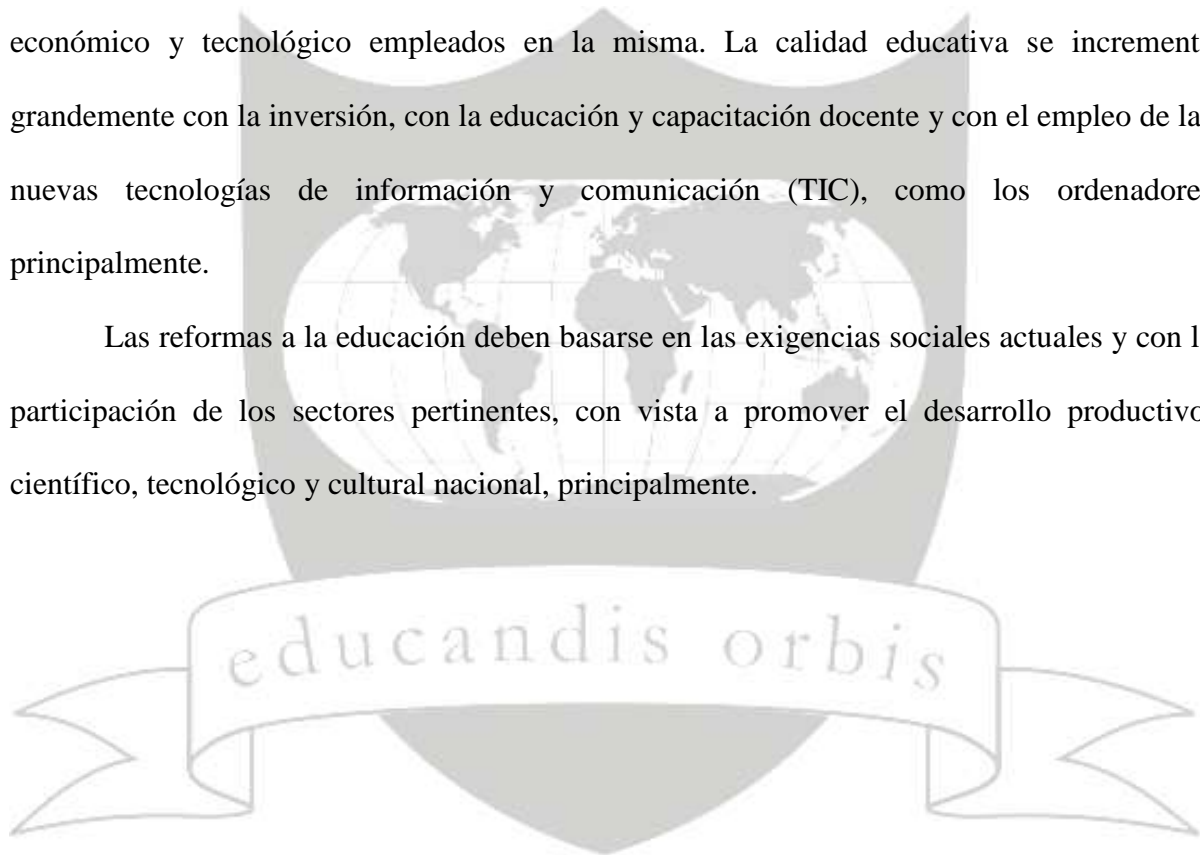 económico y tecnológico empleados en la misma. La calidad educativa se increment
grandemente con la inversión, con la educación y capacitación docente y con el empleo de la
nuevas tecnologías de información y comunicación (TIC), como los ordenadore
principalmente.
Las reformas a la educación deben basarse en las exigencias sociales actuales y con l
participación de los sectores pertinentes, con vista a promover el desarrollo productivo
científico, tecnológico y cultural nacional, principalmente.
educandis orbis